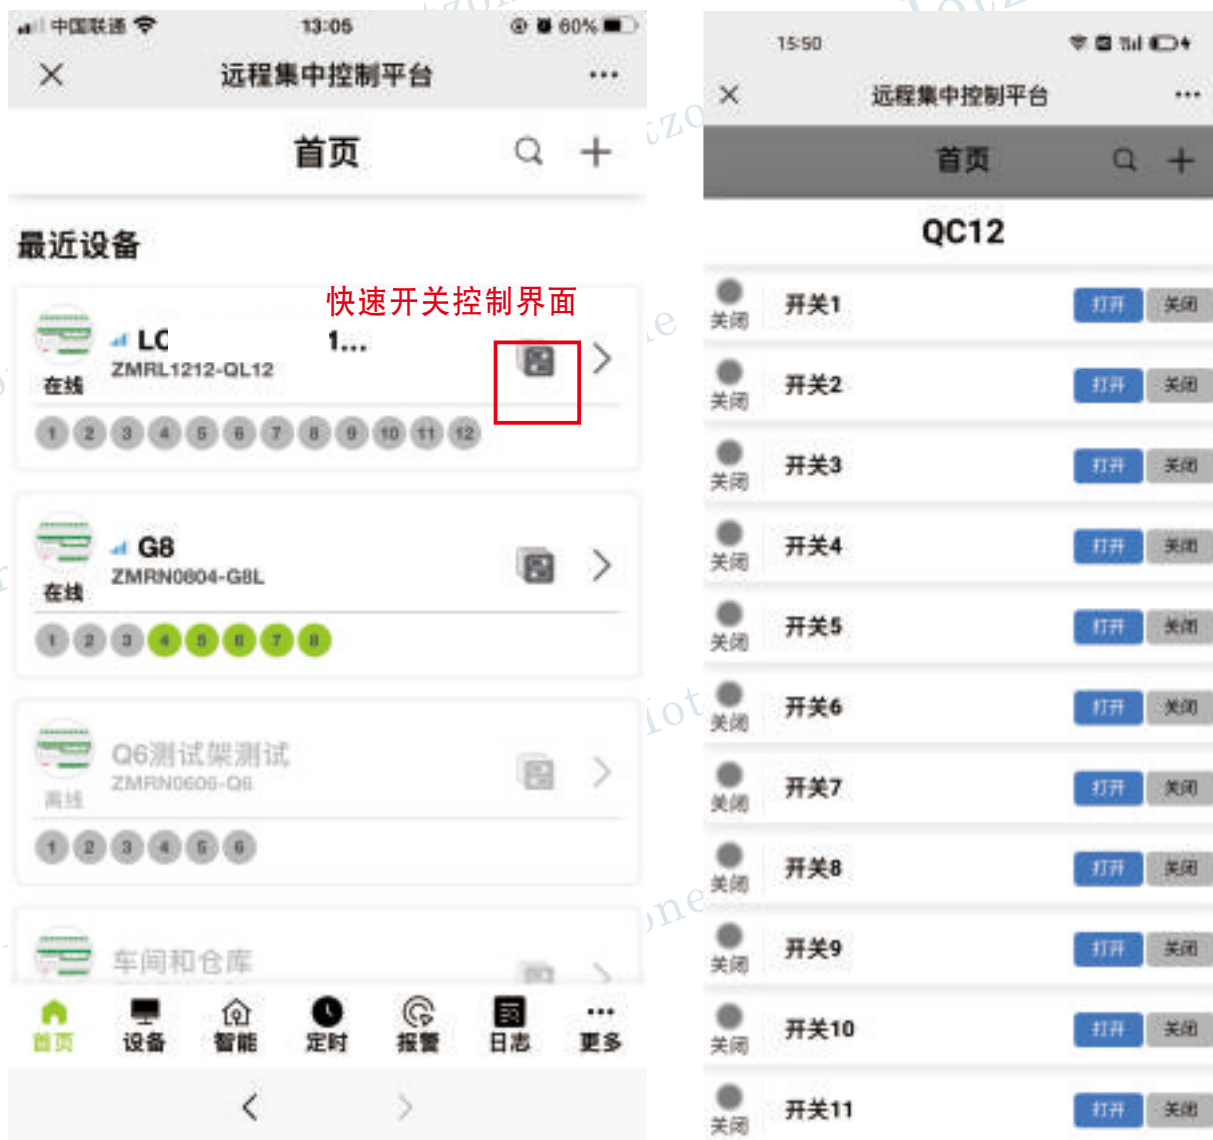 中国联通
13:05
60%
远程集中控制平台
首页
最近设备
快速开关控制界面
LC 1...
ZMRL1212-QL12
在线
1 2 3 4 5 6 7 8 9 10 11 12
G8
ZMRN0804-G8L
在线
1 2 3 4 5 6 7 8
Q6测试架测试
ZMRN0606-Q6
离线
1 2 3 4 5 6
车间和仓库
首页 设备 智能 定时 报警 日志 更多
15:50
远程集中控制平台
首页
QC12
关闭 开关1 打开 关闭
关闭 开关2 打开 关闭
关闭 开关3 打开 关闭
关闭 开关4 打开 关闭
关闭 开关5 打开 关闭
关闭 开关6 打开 关闭
关闭 开关7 打开 关闭
关闭 开关8 打开 关闭
关闭 开关9 打开 关闭
关闭 开关10 打开 关闭
关闭 开关11 打开 关闭